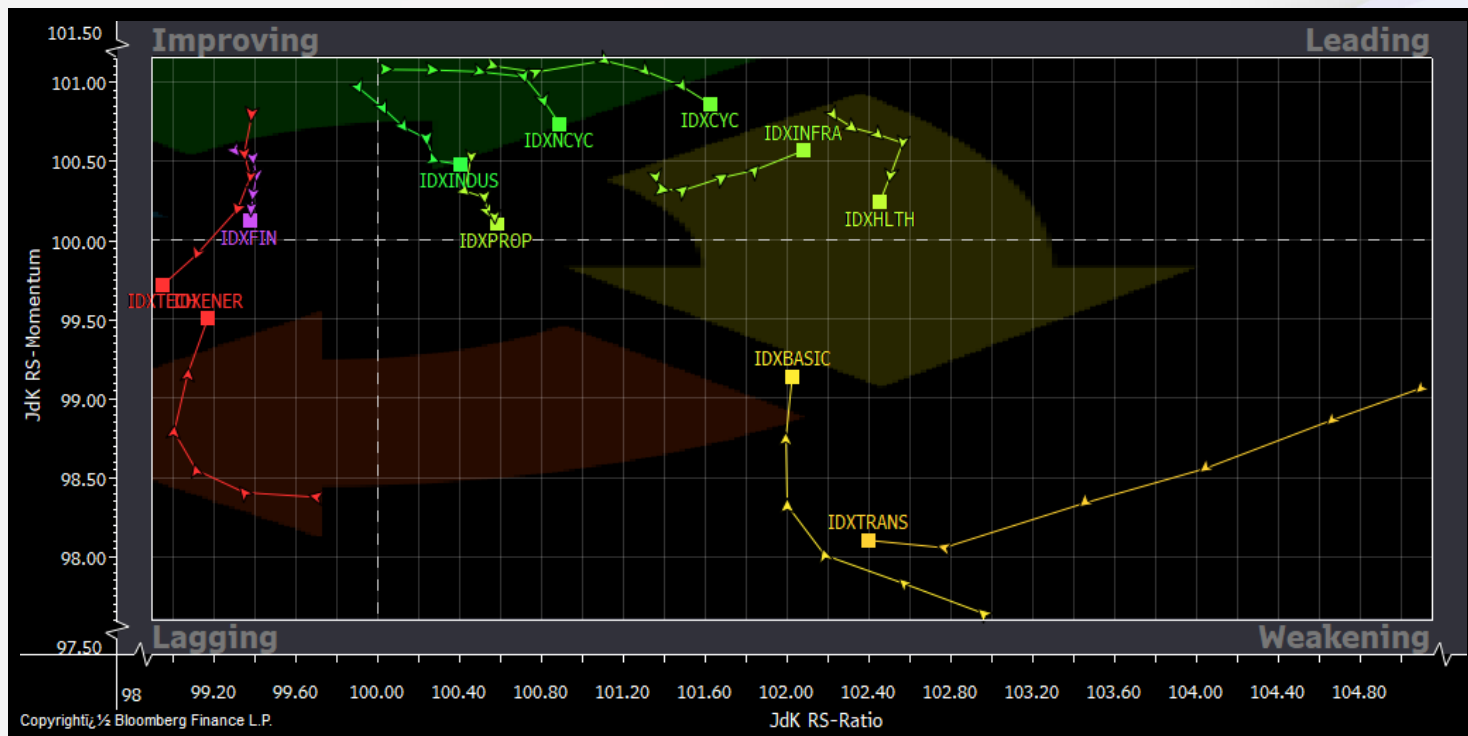 101.50
Improving
Leading
101.00
IDXCYC
IDXINFRA
IDXNCYC
100.50
IDXINDUS
IDXHLTH
IDXFIN
IDXPROP
100.00
JdK RS-Momentum
IDXTECH
IDXENER
99.50
IDXBASIC
99.00
98.50
IDXTRANS
98.00
Lagging
Weakening
97.50
98 99.20 99.60 100.00 100.40 100.80 101.20 101.60 102.00 102.40 102.80 103.20 103.60 104.00 104.40 104.80
Copyrightï¿½ Bloomberg Finance L.P.
JdK RS-Ratio